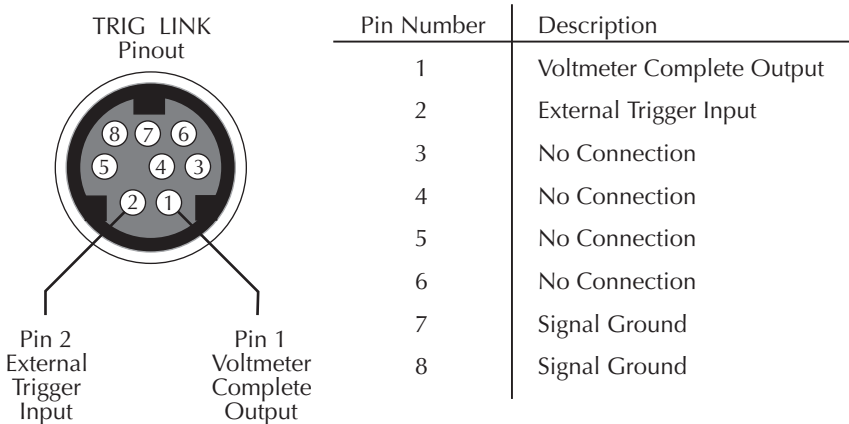 TRIG LINK
Pinout
8 7 6
5 4 3
2 1
Pin 2
External
Trigger
Input
Pin 1
Voltmeter
Complete
Output
Pin Number Description
1 Voltmeter Complete Output
2 External Trigger Input
3 No Connection
4 No Connection
5 No Connection
6 No Connection
7 Signal Ground
8 Signal Ground